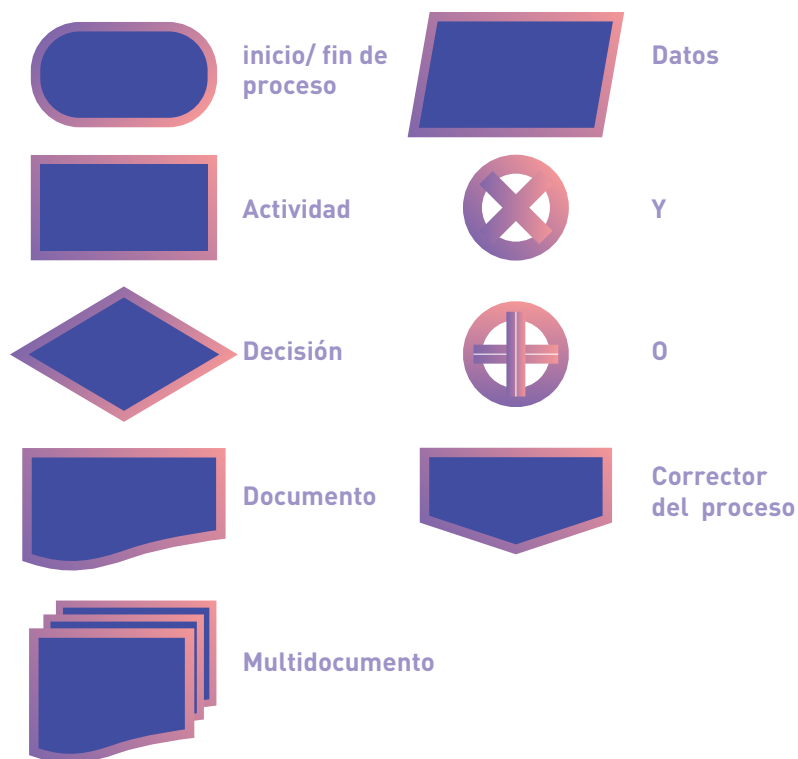 inicio/ fin de
proceso
Datos
Actividad
Y
Decisión
O
Documento
Corrector
del proceso
Multidocumento